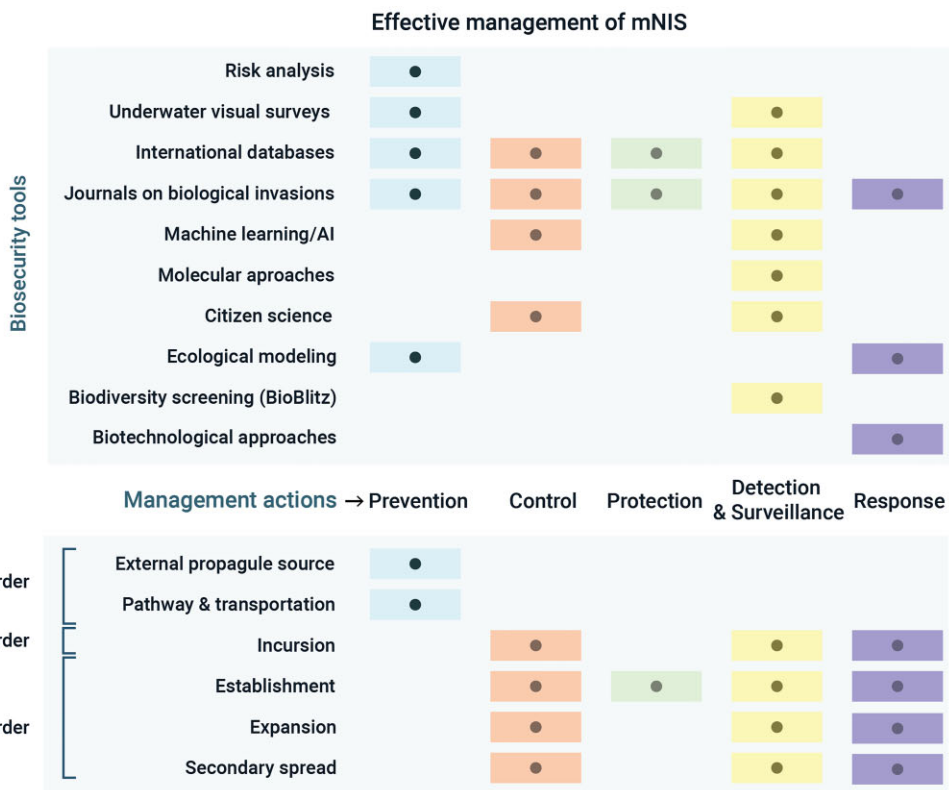 Effective management of mNIS
Biosecurity tools
Risk analysis
Underwater visual surveys
International databases
Journals on biological invasions
Machine learning/AI
Molecular aproaches
Citizen science
Ecological modeling
Biodiversity screening (BioBlitz)
Biotechnological approaches
Management actions → Prevention
Control
Protection
Detection
& Surveillance
Response
External propagule source
Pathway & transportation
Incursion
Establishment
Expansion
Secondary spread
rder
rder
rder